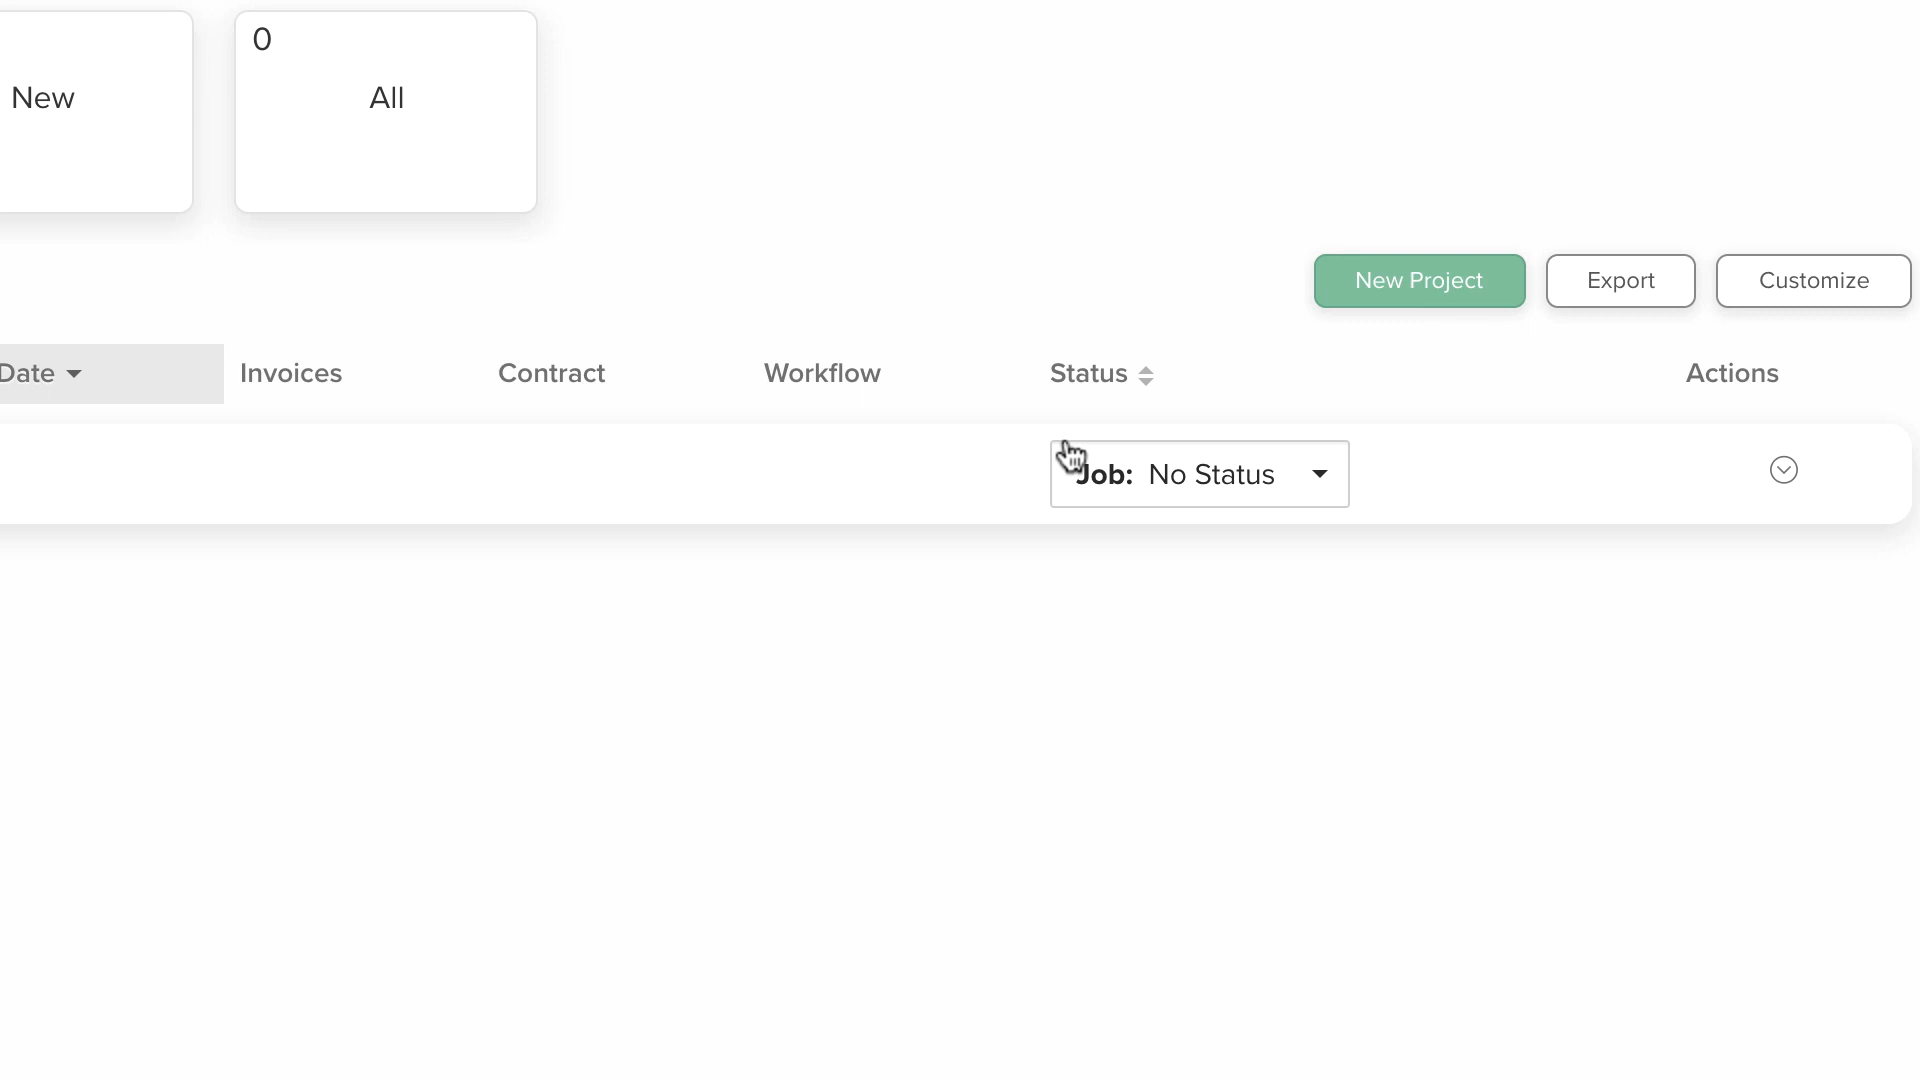 0
New
All
New Project
Export
Customize
Date
Invoices
Contract
Workflow
Status
Actions
Job: No Status